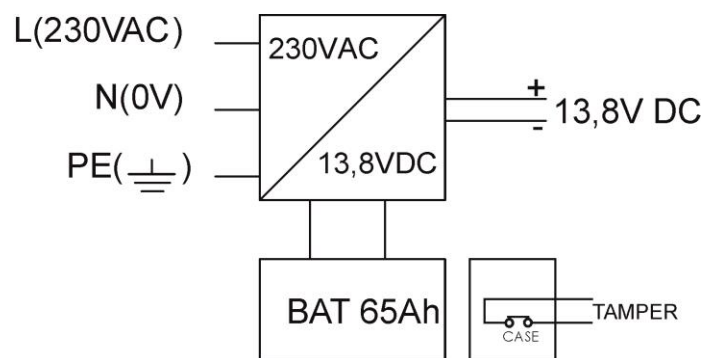 L(230VAC)
230VAC
N(0V)
+
13,8V DC
-
PE( )
13,8VDC
BAT 65Ah
TAMPER
CASE